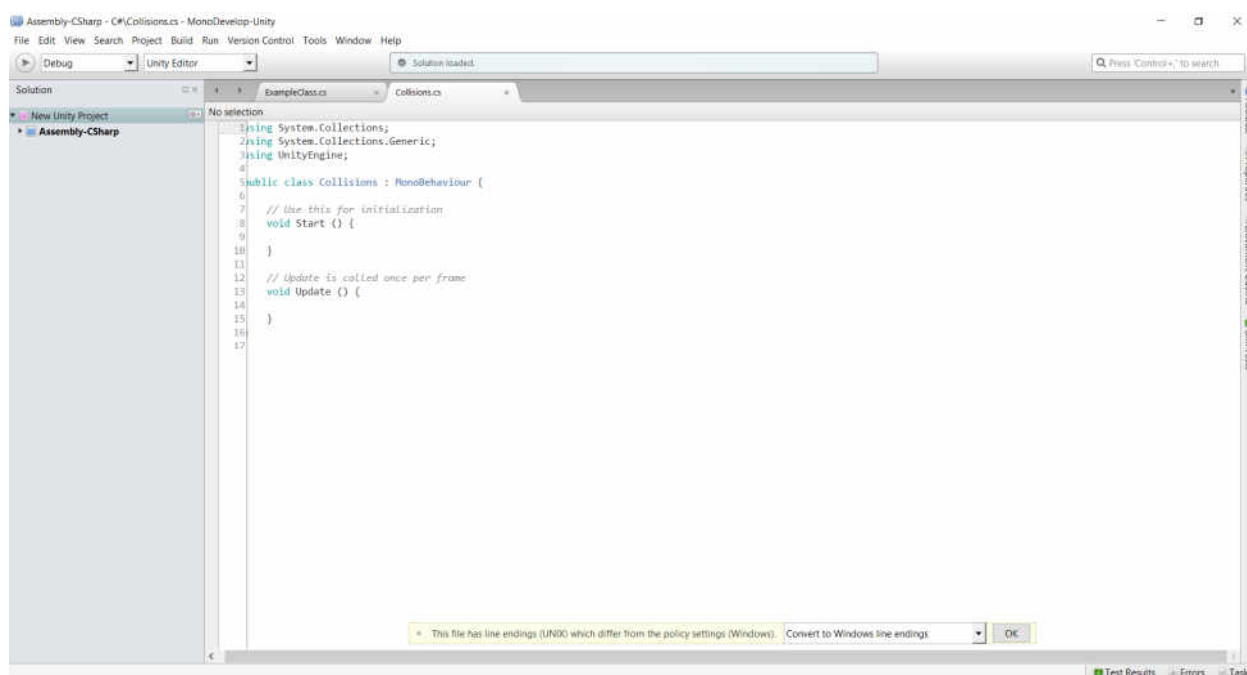 Assembly-CSharp - C#\Collisions.cs - MonoDevelop-Unity
File Edit View Search Project Build Run Version Control Tools Window Help
Debug Unity Editor Solution loaded. Press 'Control+,' to search
Solution ExampleClass.cs Collisions.cs
New Unity Project No selection
Assembly-CSharp
1 using System.Collections;
2 using System.Collections.Generic;
3 using UnityEngine;
4
5 public class Collisions : MonoBehaviour {
6
7 // Use this for initialization
8 void Start () {
9
10 }
11
12 // Update is called once per frame
13 void Update () {
14
15 }
16
17
This file has line endings (UNIX) which differ from the policy settings (Windows). Convert to Windows line endings OK
Test Results Errors Task